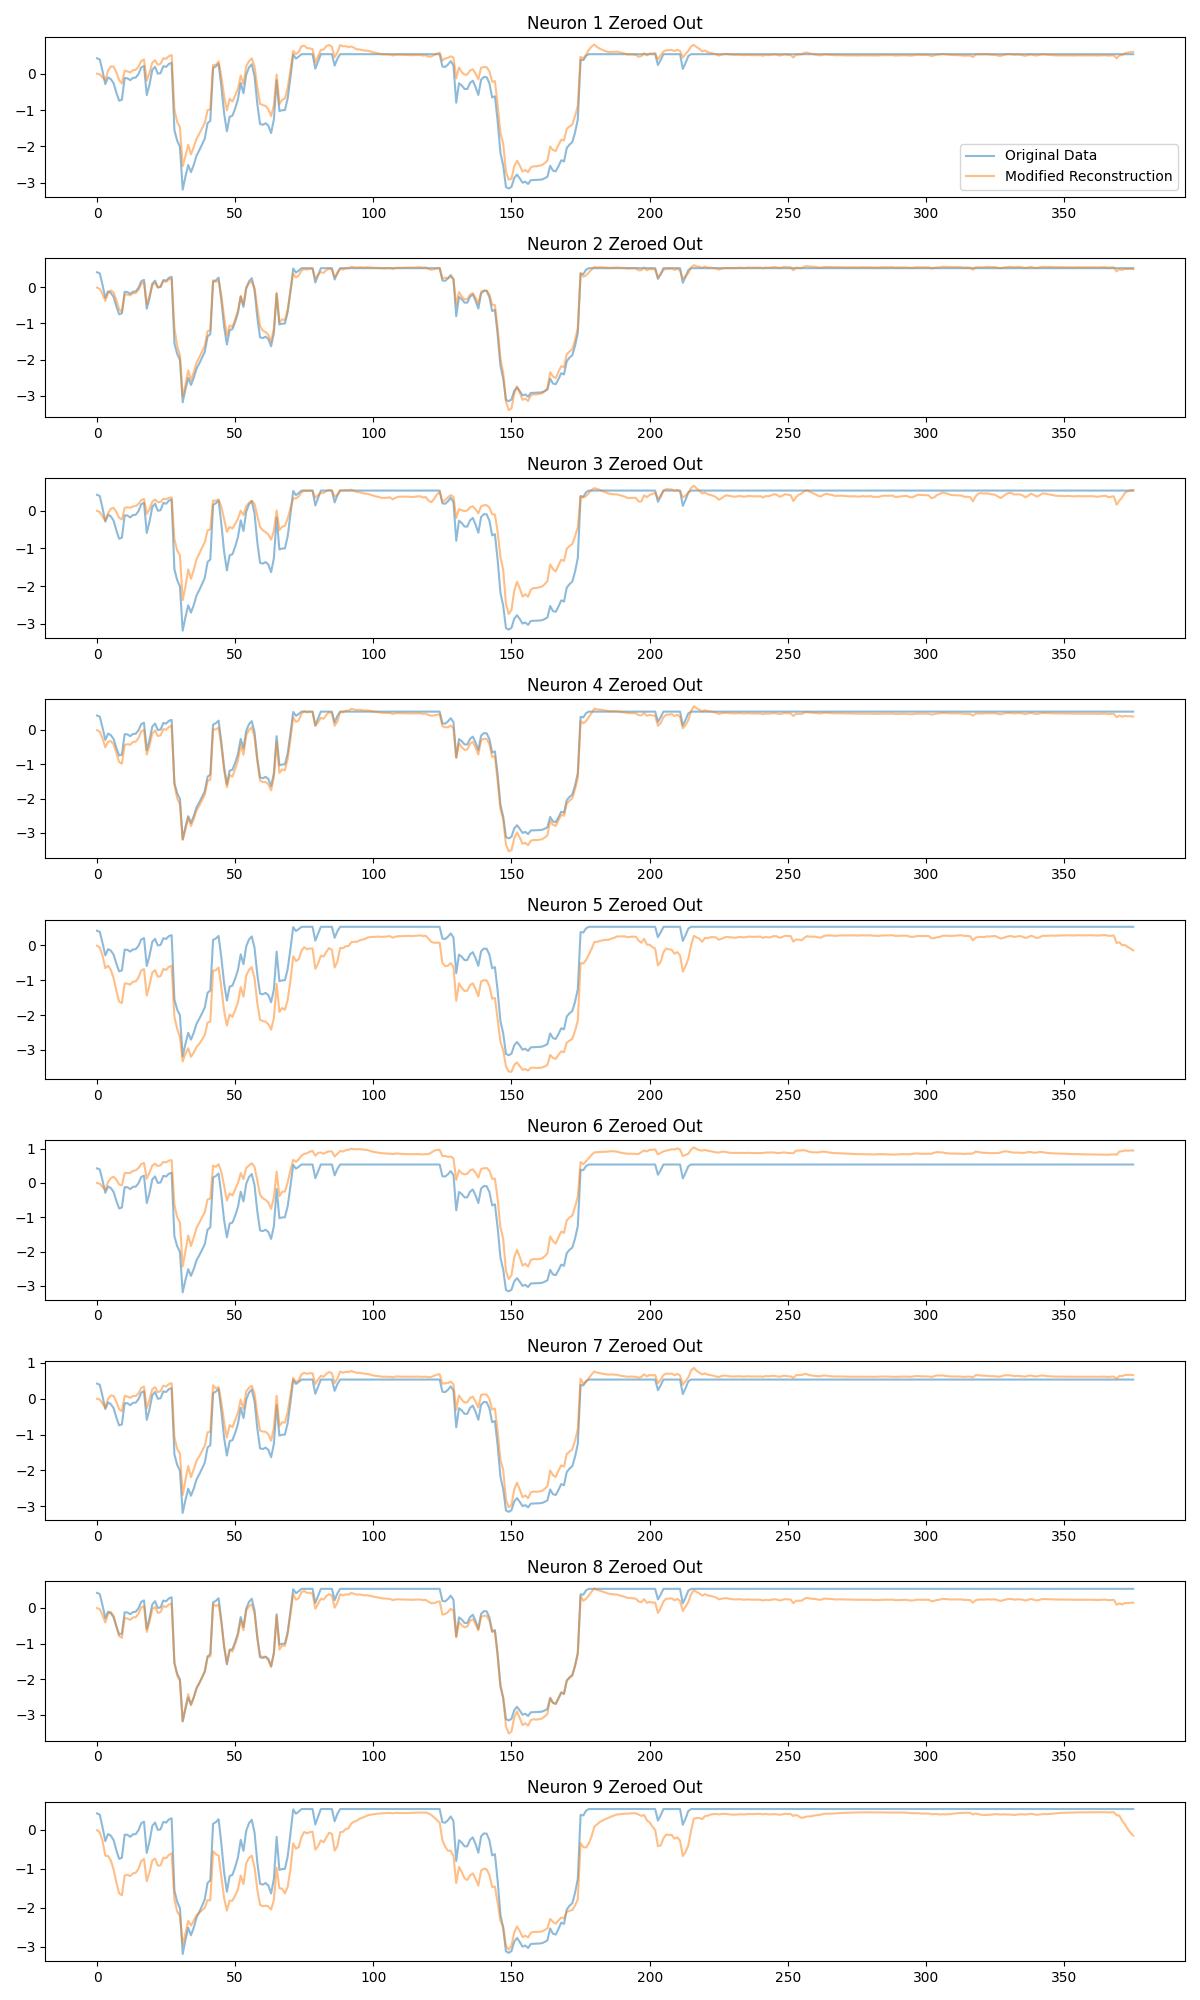 Neuron 1 Zeroed Out
0
−1
−2
−3
Original Data
Modified Reconstruction
0 50 100 150 200 250 300 350
Neuron 2 Zeroed Out
0
−1
−2
−3
0 50 100 150 200 250 300 350
Neuron 3 Zeroed Out
0
−1
−2
−3
0 50 100 150 200 250 300 350
Neuron 4 Zeroed Out
0
−1
−2
−3
0 50 100 150 200 250 300 350
Neuron 5 Zeroed Out
0
−1
−2
−3
0 50 100 150 200 250 300 350
Neuron 6 Zeroed Out
1
0
−1
−2
−3
0 50 100 150 200 250 300 350
Neuron 7 Zeroed Out
1
0
−1
−2
−3
0 50 100 150 200 250 300 350
Neuron 8 Zeroed Out
0
−1
−2
−3
0 50 100 150 200 250 300 350
Neuron 9 Zeroed Out
0
−1
−2
−3
0 50 100 150 200 250 300 350